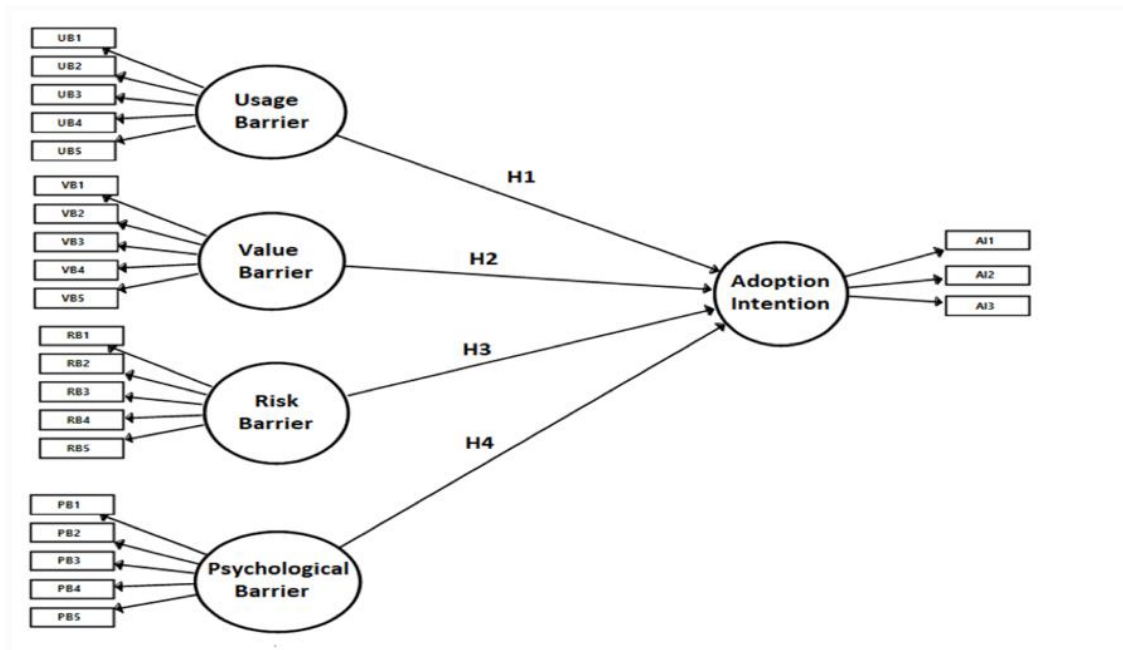 UB1
UB2
UB3
UB4
UB5
Usage
Barrier
H1
VB1
VB2
VB3
VB4
VB5
Value
Barrier
H2
RB1
RB2
RB3
RB4
RB5
Risk
Barrier
H3
PB1
PB2
PB3
PB4
PB5
Psychological
Barrier
H4
Adoption
Intention
AI1
AI2
AI3